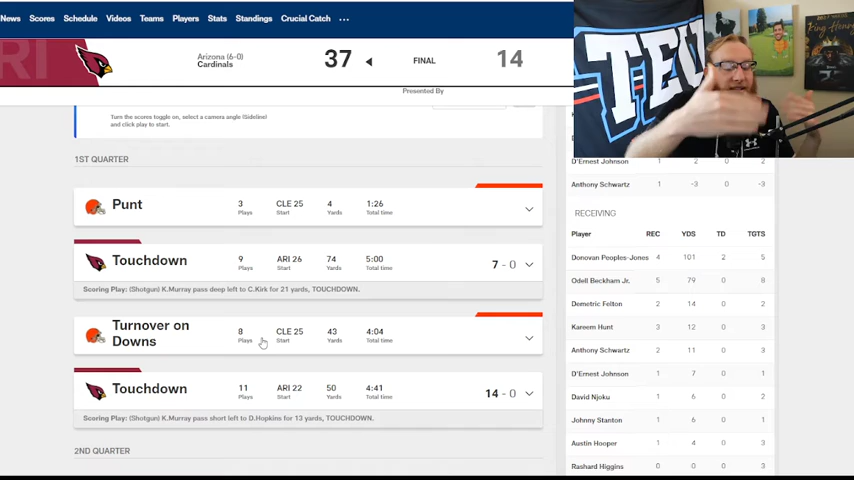 News Scores Schedule Videos Teams Players Stats Standings Crucial Catch ...
Arizona (6-0)
Cardinals
37
FINAL
14
Presented By
Turn the scores toggle on, select a camera angle (Sideline)
and click play to start.
1ST QUARTER
Punt
3 CLE 25 4 1:26
Plays Start Yards Total time
Touchdown
9 ARI 26 74 5:00
Plays Start Yards Total time
7 - 0
Scoring Play: (Shotgun) K.Murray pass deep left to C.Kirk for 21 yards, TOUCHDOWN.
Turnover on
Downs
8 CLE 25 43 4:04
Plays Start Yards Total time
Touchdown
11 ARI 22 50 4:41
Plays Start Yards Total time
14 - 0
Scoring Play: (Shotgun) K.Murray pass short left to D.Hopkins for 13 yards, TOUCHDOWN.
2ND QUARTER
D'Ernest Johnson 1 2 0 2
Anthony Schwartz 1 -3 0 -3
RECEIVING
Player REC YDS TD TGTS
Donovan Peoples-Jones 4 101 2 5
Odell Beckham Jr. 5 79 0 8
Demetric Felton 2 14 0 2
Kareem Hunt 3 12 0 3
Anthony Schwartz 2 11 0 3
D'Ernest Johnson 1 7 0 1
David Njoku 1 6 0 2
Johnny Stanton 1 6 0 1
Austin Hooper 1 4 0 3
Rashard Higgins 0 0 0 3
King Henry